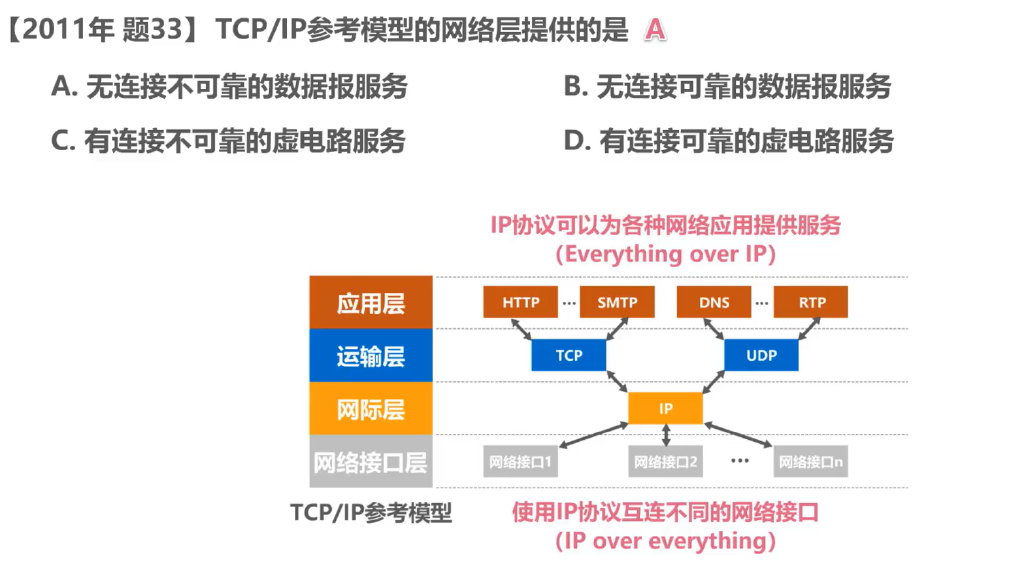 【2011年 题33】 TCP/IP参考模型的网络层提供的是 A
A. 无连接不可靠的数据报服务
B. 无连接可靠的数据报服务
C. 有连接不可靠的虚电路服务
D. 有连接可靠的虚电路服务
IP协议可以为各种网络应用提供服务
（Everything over IP）
应用层
HTTP ··· SMTP
DNS ··· RTP
运输层
TCP
UDP
网际层
IP
网络接口层
网络接口1
网络接口2
···
网络接口n
TCP/IP参考模型
使用IP协议互连不同的网络接口
（IP over everything）